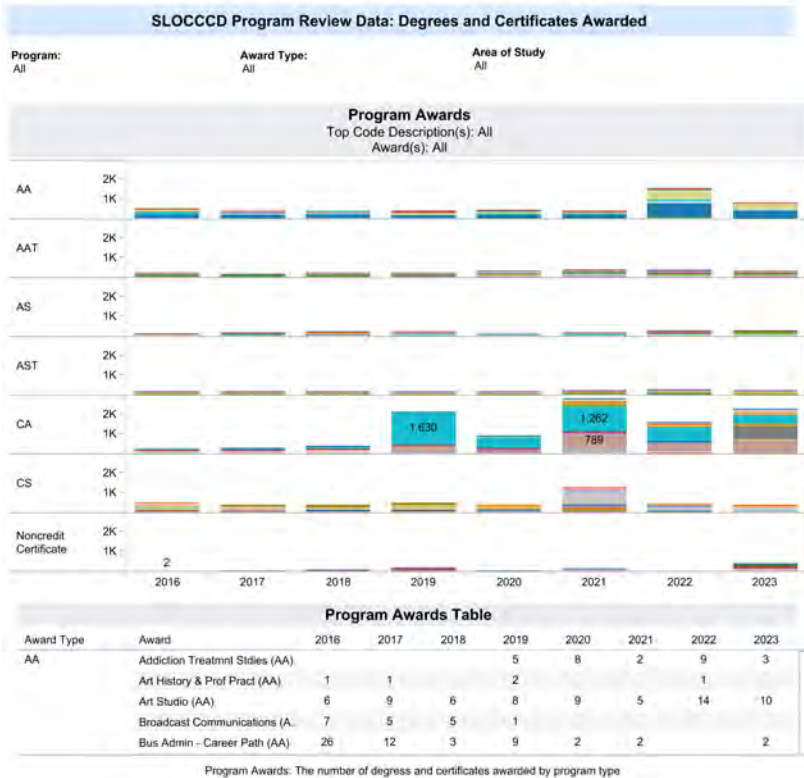 SLOCCCD Program Review Data: Degrees and Certificates Awarded
Program: Award Type: Area of Study
All All All
Program Awards
Top Code Description(s): All
Award(s): All
AA 2K
1K
AAT 2K
1K
AS 2K
1K
AST 2K
1K
CA 2K
1K 1,630 1,262 789
CS 2K
1K
Noncredit Certificate 2K
1K 2
2016 2017 2018 2019 2020 2021 2022 2023
Program Awards Table
Award Type Award 2016 2017 2018 2019 2020 2021 2022 2023
AA Addiction Treatmnt Stdies (AA) 5 8 2 9 3
Art History & Prof Pract (AA) 1 1 2 1
Art Studio (AA) 6 9 6 8 9 5 14 10
Broadcast Communications (A.. 7 5 5 1
Bus Admin - Career Path (AA) 26 12 3 9 2 2 2
Program Awards: The number of degress and certificates awarded by program type